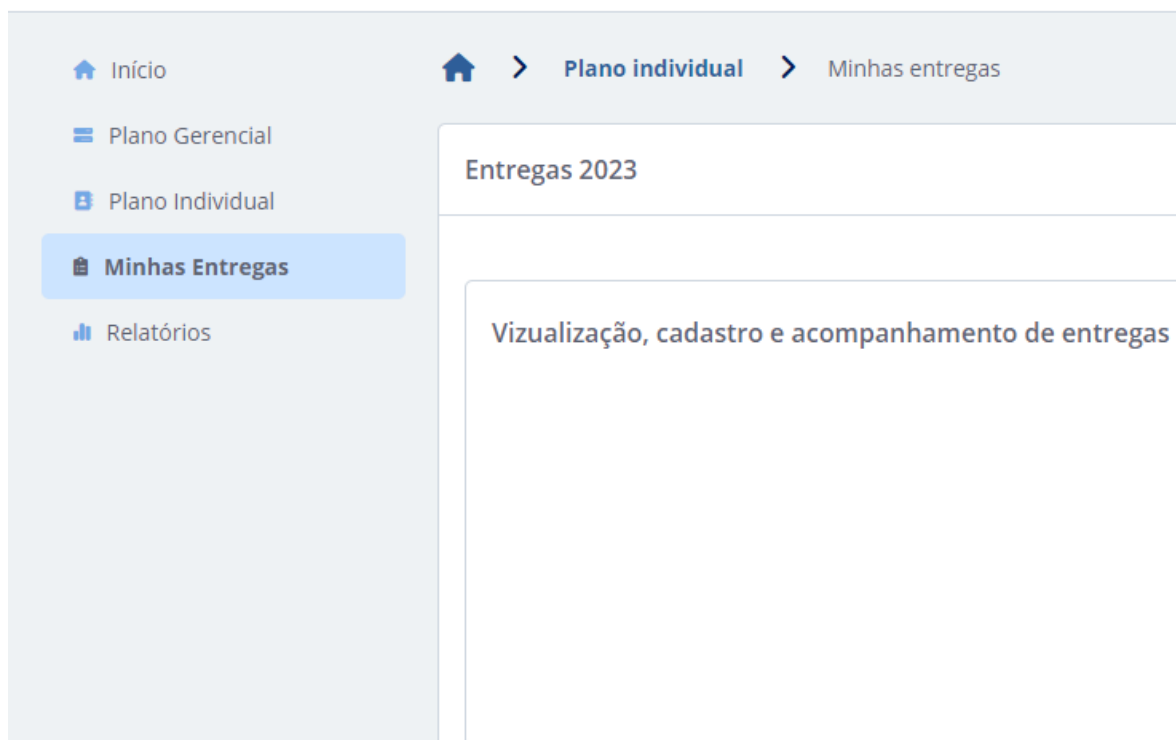 Início
Plano Gerencial
Plano Individual
Minhas Entregas
Relatórios
Plano individual
Minhas entregas
Entregas 2023
Vizualização, cadastro e acompanhamento de entregas